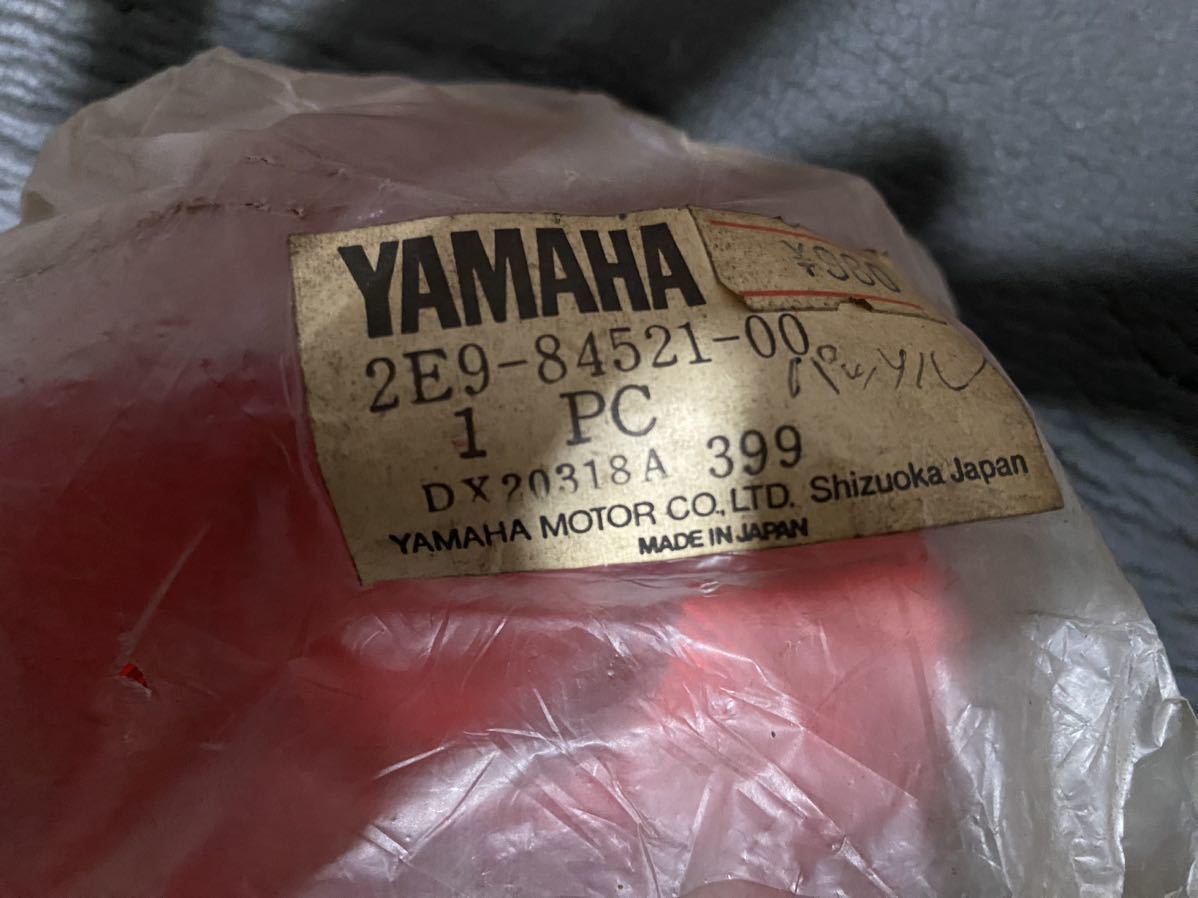 YAMAHA
¥980
2E9-84521-00
パッソル
1 PC
DX20318A 399
YAMAHA MOTOR CO., LTD. Shizuoka Japan
MADE IN JAPAN